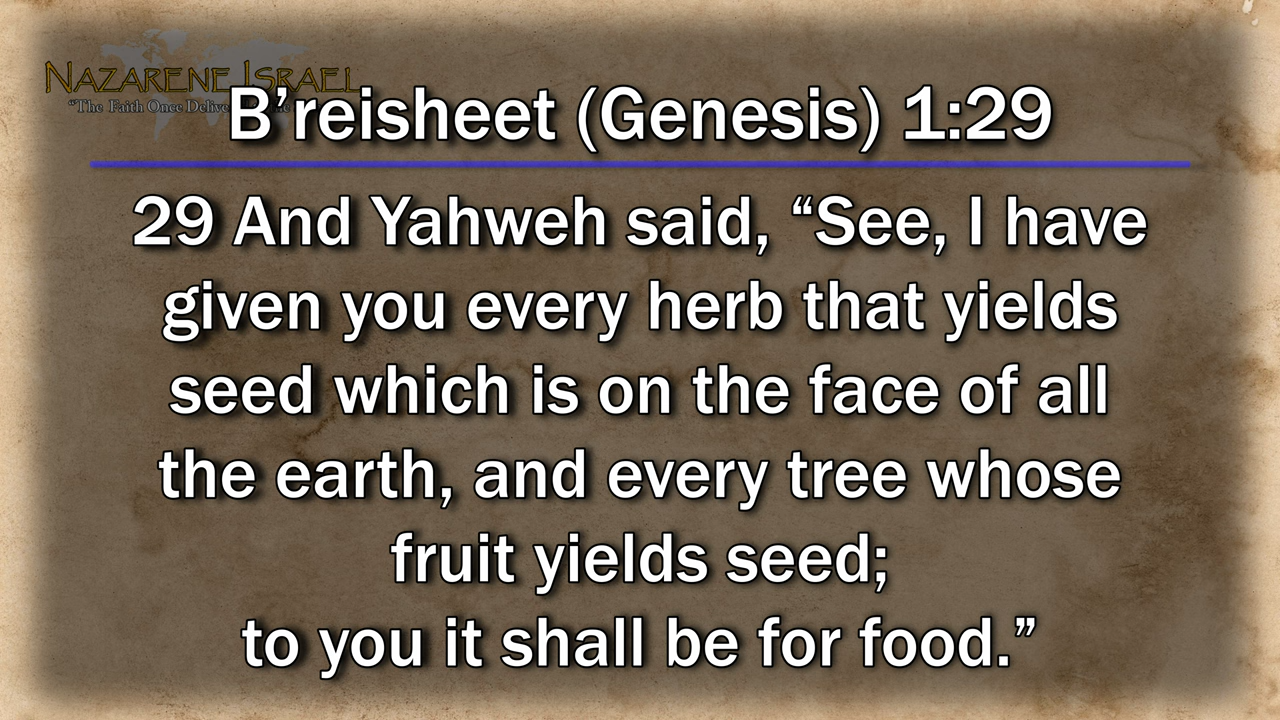 NAZARENE ISRAEL
"The Faith Once Delive
B'reisheet (Genesis) 1:29
29 And Yahweh said, “See, I have
given you every herb that yields
seed which is on the face of all
the earth, and every tree whose
fruit yields seed;
to you it shall be for food.”